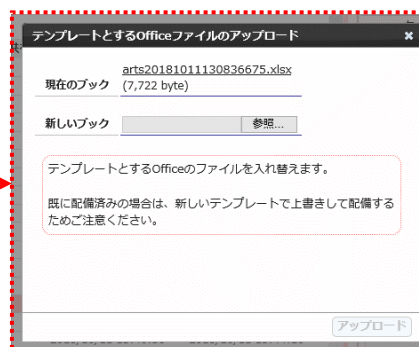 テンプレートとするOfficeファイルのアップロード ×
arts20181011130836675.xlsx
現在のブック (7,722 byte)
新しいブック 参照...
テンプレートとするOfficeのファイルを入れ替えます。
既に配備済みの場合は、新しいテンプレートで上書きして配備する
ためご注意ください。
アップロード